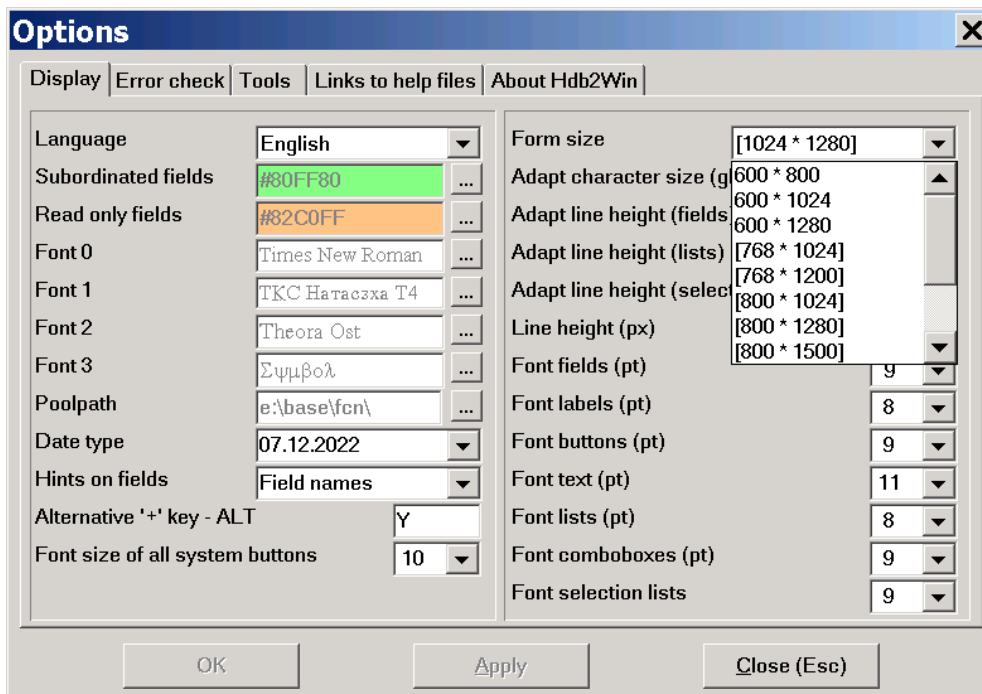 Options
Display
Error check
Tools
Links to help files
About Hdb2Win
Language
English
Subordinated fields
#80FF80
...
Read only fields
#82C0FF
...
Font 0
Times New Roman
...
Font 1
ТКС Натасзха Т4
...
Font 2
Theora Ost
...
Font 3
Σψμβολ
...
Poolpath
e:\base\fcn\
...
Date type
07.12.2022
Hints on fields
Field names
Alternative '+' key - ALT
Y
Font size of all system buttons
10
Form size
[1024 * 1280]
600 * 800
600 * 1024
600 * 1280
[768 * 1024]
[768 * 1200]
[800 * 1024]
[800 * 1280]
[800 * 1500]
Adapt character size (g
Adapt line height (fields
Adapt line height (lists)
Adapt line height (select
Line height (px)
Font fields (pt)
9
Font labels (pt)
8
Font buttons (pt)
9
Font text (pt)
11
Font lists (pt)
8
Font comboboxes (pt)
9
Font selection lists
9
OK
Apply
Close (Esc)